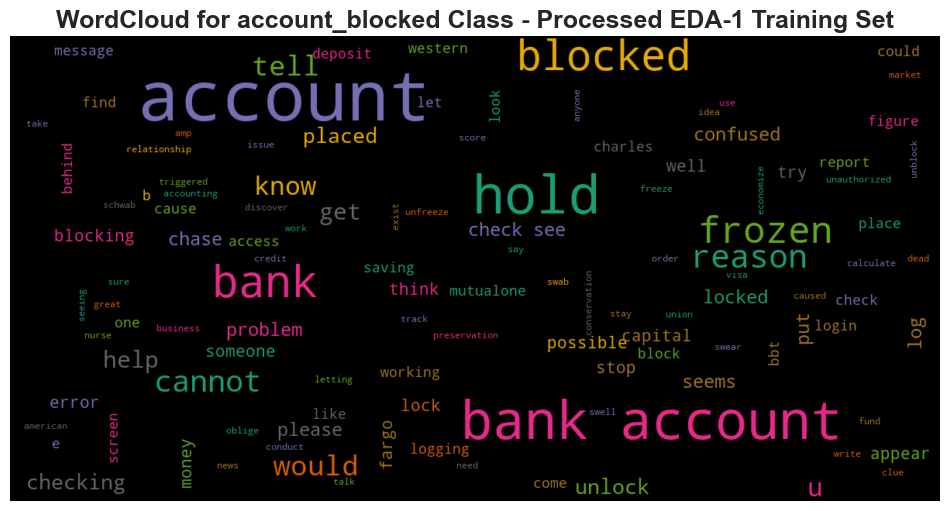 WordCloud for account_blocked Class - Processed EDA-1 Training Set
message
deposit
western
could
tell
blocked
market
account
let
look
find
anyone
use
idea
take
amp
placed
score
confused
figure
relationship
issue
charles
behind
well
try
report
unblock
triggered
accounting
know
hold
freeze
economize
unauthorized
b
schwab
cause
discover
get
exist
unfreeze
frozen
place
blocking
chase
access
work
check see
say
reason
credit
order
calculate
dead
saving
swab
visa
sure
bank
think
mutualone
conservation
locked
caused
check
seeing
great
one
business
problem
track
stay
union
put
login
log
nurse
preservation
possible
capital
help
someone
block
swear
bbt
stop
cannot
letting
working
seems
error
like
lock
bank account
swell
fund
american
screen
oblige
please
e
conduct
fargo
logging
write
appear
money
news
would
talk
need
clue
checking
come
unlock
u